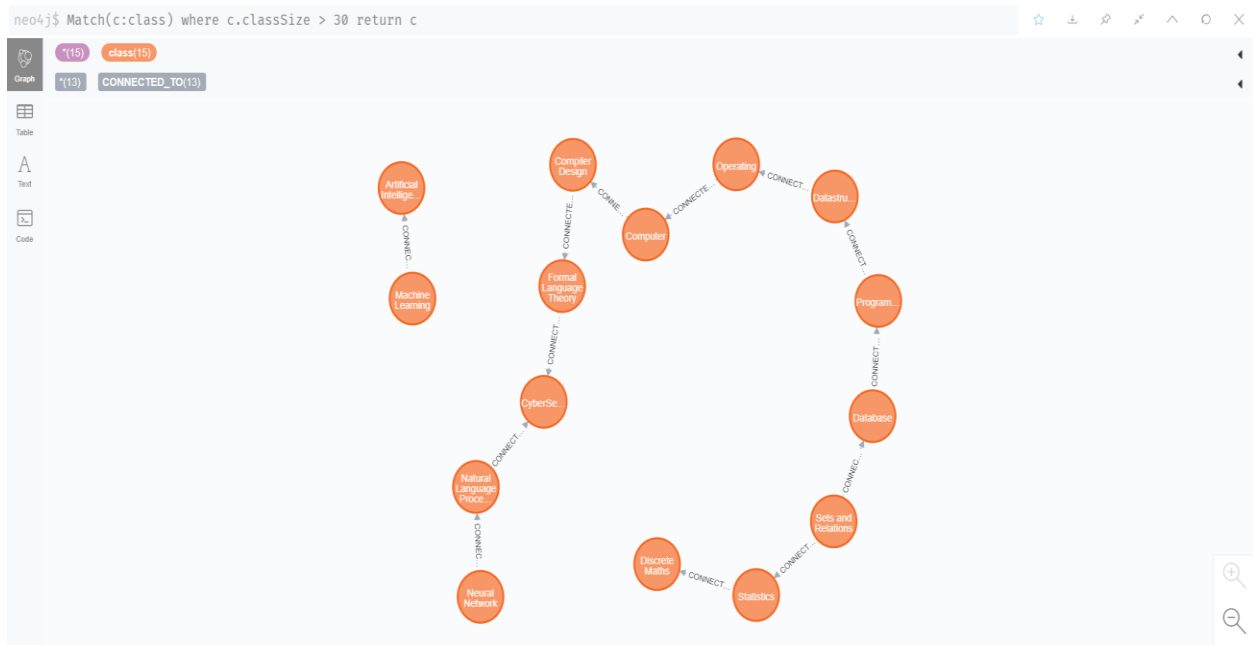 neo4j$ Match(c:class) where c.classSize > 30 return c
Graph
*(15) class(15)
*(13) CONNECTED_TO(13)
Table
Text
Code
Artificial
Intellige...
CONNEC...
Machine
Learning
Compiler
Design
CONNE...
Computer
CONNECTE...
Operating
CONNECT...
Datastru...
CONNECT...
Program...
CONNECT...
Database
CONNEC...
Sets and
Relations
CONNECT...
Statistics
CONNECT...
Discrete
Maths
CONNECTE...
Formal
Language
Theory
CONNECT...
CyberSe...
CONNECT...
Natural
Language
Proce...
CONNEC...
Neural
Network